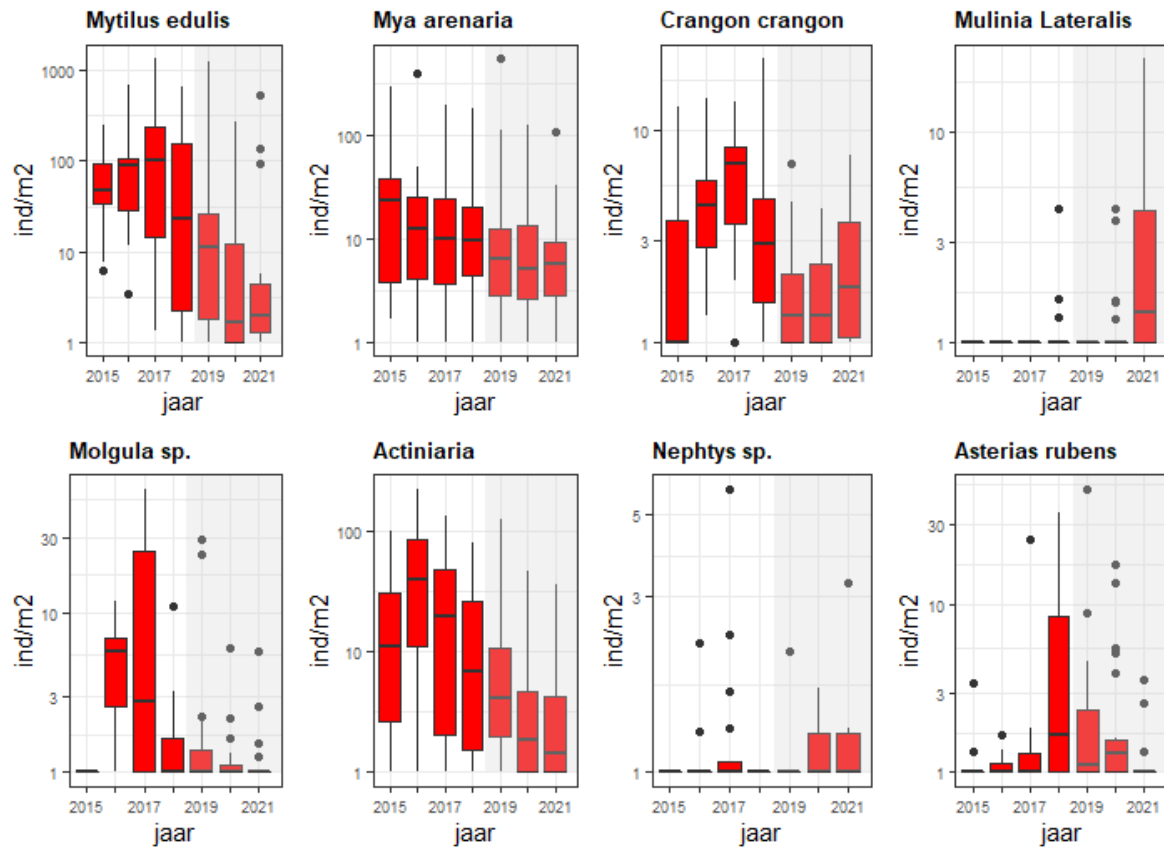 Mytilus edulis
Mya arenaria
Crangon crangon
Mulinia Lateralis
1000
100
10
1
ind/m2
2015 2017 2019 2021
jaar
100
10
1
ind/m2
2015 2017 2019 2021
jaar
10
3
1
ind/m2
2015 2017 2019 2021
jaar
10
3
1
ind/m2
2015 2017 2019 2021
jaar
Molgula sp.
Actiniaria
Nephtys sp.
Asterias rubens
30
10
3
1
ind/m2
2015 2017 2019 2021
jaar
100
10
1
ind/m2
2015 2017 2019 2021
jaar
5
3
1
ind/m2
2015 2017 2019 2021
jaar
30
10
3
1
ind/m2
2015 2017 2019 2021
jaar